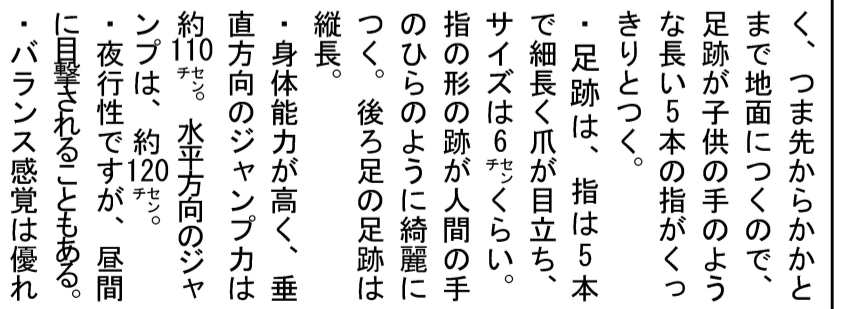 く、つま先からかかと
まで地面につくので、
足跡が子供の手のよう
な長い5本の指がくっ
きりとつく。
・足跡は、指は5本
で細長く爪が目立ち、
サイズは6センチくらい。
指の形の跡が人間の手
のひらのように綺麗に
つく。後ろ足の足跡は
縦長。
・身体能力が高く、垂
直方向のジャンプ力は
約110センチ。水平方向のジャ
ンプは、約120センチ。
・夜行性ですが、昼間
に目撃されることもある。
・バランス感覚は優れ